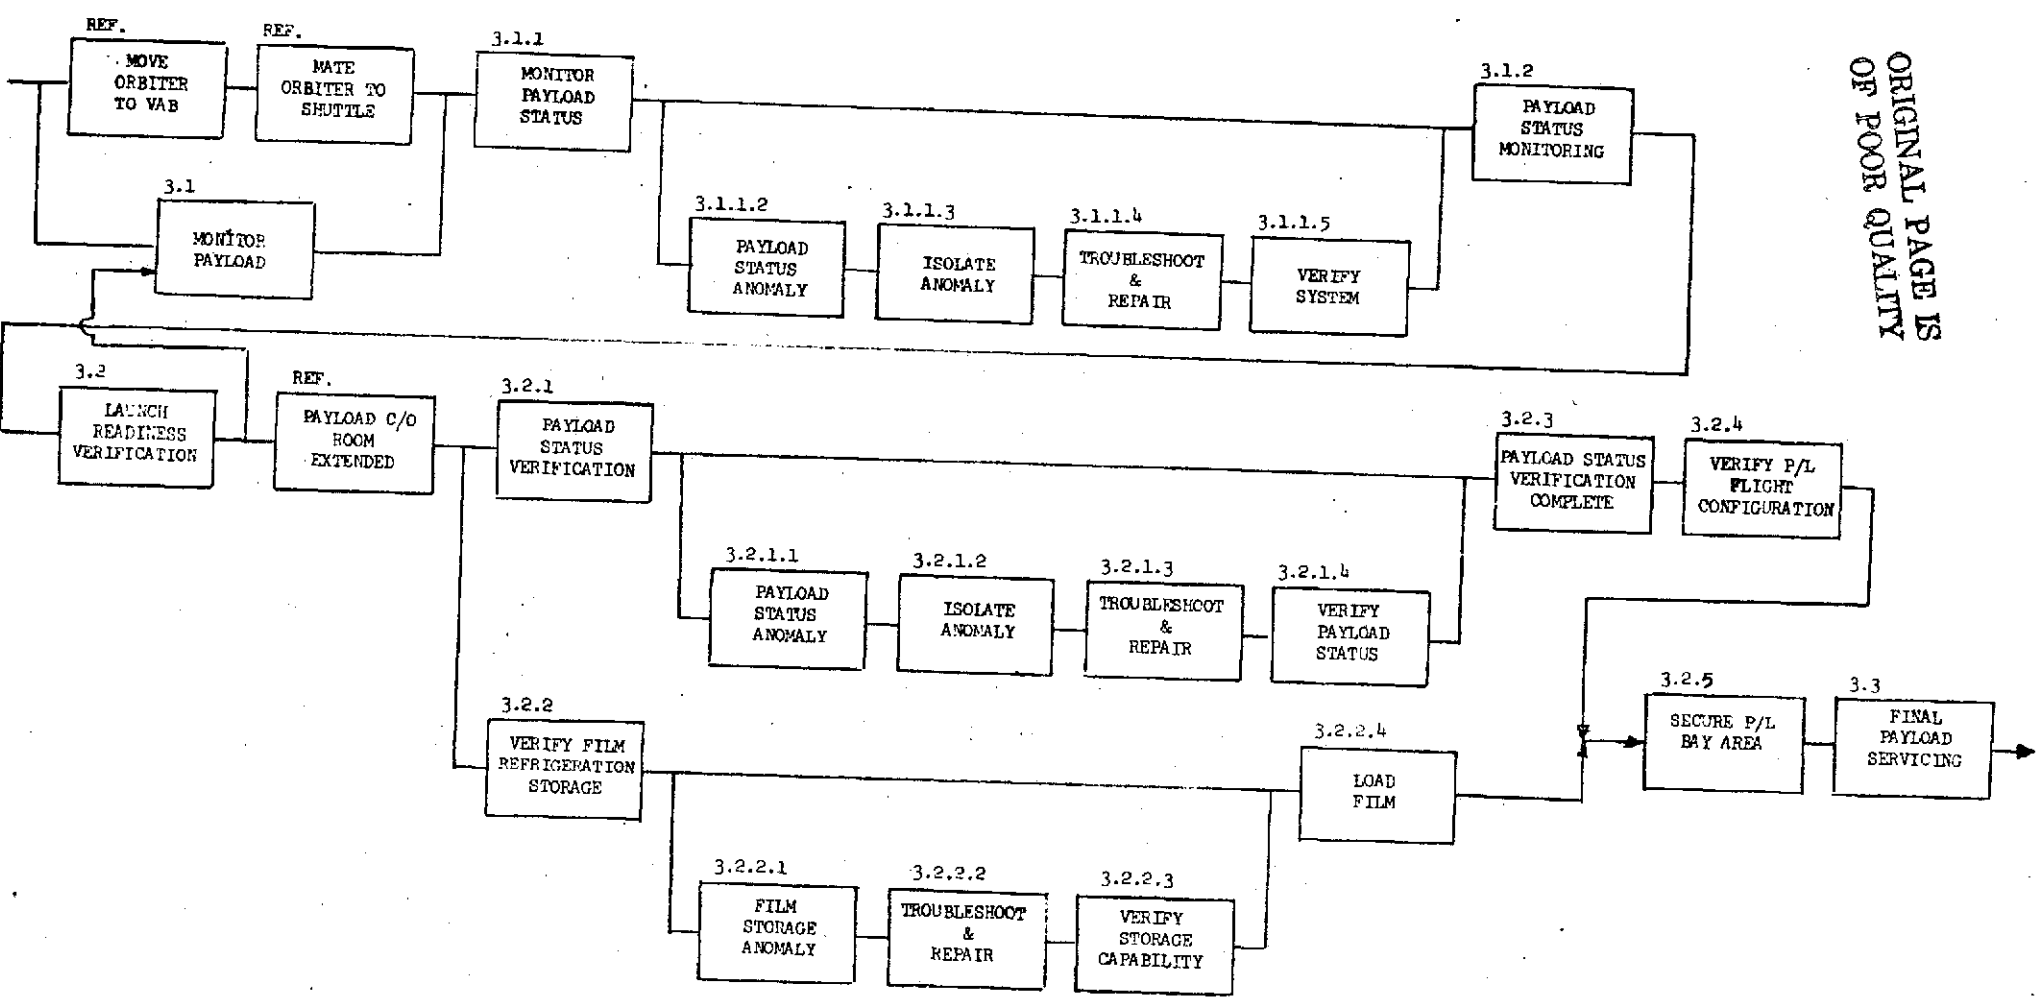 REF.
MOVE
ORBITER
TO VAB
REF.
MATE
ORBITER TO
SHUTTLE
3.1.1
MONITOR
PAYLOAD
STATUS
3.1.2
PAYLOAD
STATUS
MONITORING
ORIGINAL PAGE IS
OF POOR QUALITY
3.1
MONITOR
PAYLOAD
3.1.1.2
PAYLOAD
STATUS
ANOMALY
3.1.1.3
ISOLATE
ANOMALY
3.1.1.4
TROUBLESHOOT
&
REPAIR
3.1.1.5
VERIFY
SYSTEM
3.2
LAUNCH
READINESS
VERIFICATION
REF.
PAYLOAD C/O
ROOM
EXTENDED
3.2.1
PAYLOAD
STATUS
VERIFICATION
3.2.3
PAYLOAD STATUS
VERIFICATION
COMPLETE
3.2.4
VERIFY P/L
FLIGHT
CONFIGURATION
3.2.1.1
PAYLOAD
STATUS
ANOMALY
3.2.1.2
ISOLATE
ANOMALY
3.2.1.3
TROUBLESHOOT
&
REPAIR
3.2.1.4
VERIFY
PAYLOAD
STATUS
3.2.2
VERIFY FILM
REFRIGERATION
STORAGE
3.2.2.4
LOAD
FILM
3.2.5
SECURE P/L
BAY AREA
3.3
FINAL
PAYLOAD
SERVICING
3.2.2.1
FILM
STORAGE
ANOMALY
3.2.2.2
TROUBLESHOOT
&
REPAIR
3.2.2.3
VERIFY
STORAGE
CAPABILITY